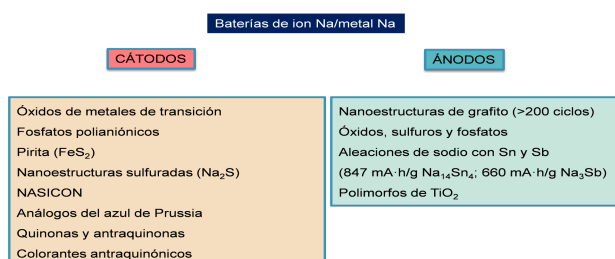 Baterías de ion Na/metal Na
CÁTODOS
Óxidos de metales de transición
Fosfatos polianiónicos
Pirita (FeS₂)
Nanoestructuras sulfuradas (Na₂S)
NASICON
Análogos del azul de Prussia
Quinonas y antraquinonas
Colorantes antraquinónicos
ÁNODOS
Nanoestructuras de grafito (>200 ciclos)
Óxidos, sulfuros y fosfatos
Aleaciones de sodio con Sn y Sb
(847 mA·h/g Na₁₄Sn₄; 660 mA·h/g Na₃Sb)
Polimorfos de TiO₂